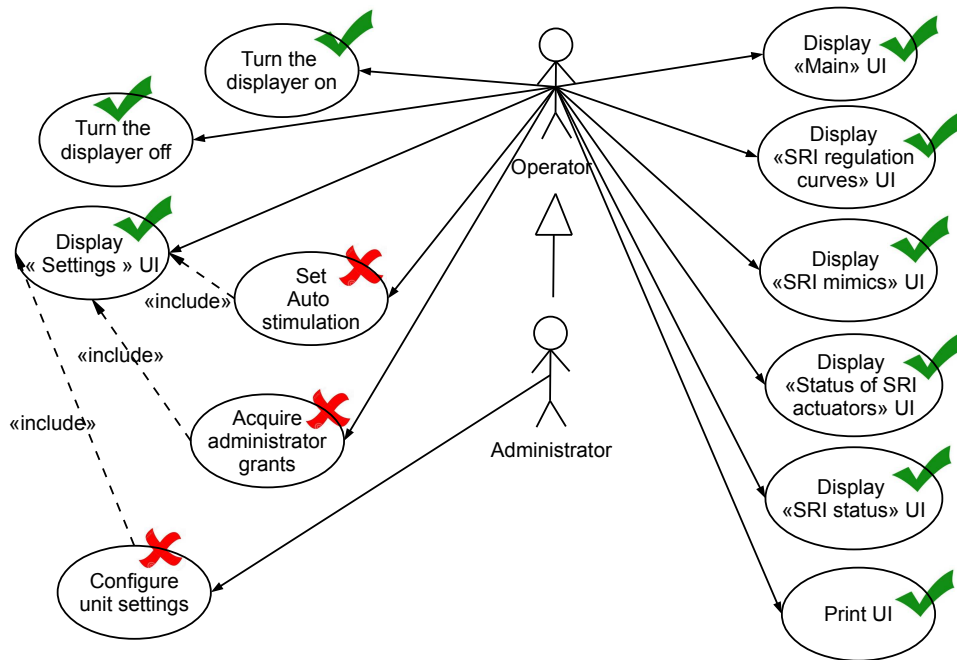 Turn the
displayer on
Display
«Main» UI
Turn the
displayer off
Display
«SRI regulation
curves» UI
Operator
Display
« Settings » UI
Display
«SRI mimics» UI
Set
Auto
stimulation
«include»
«include»
Display
«Status of SRI
actuators» UI
«include»
Acquire
administrator
grants
Administrator
Display
«SRI status» UI
Configure
unit settings
Print UI